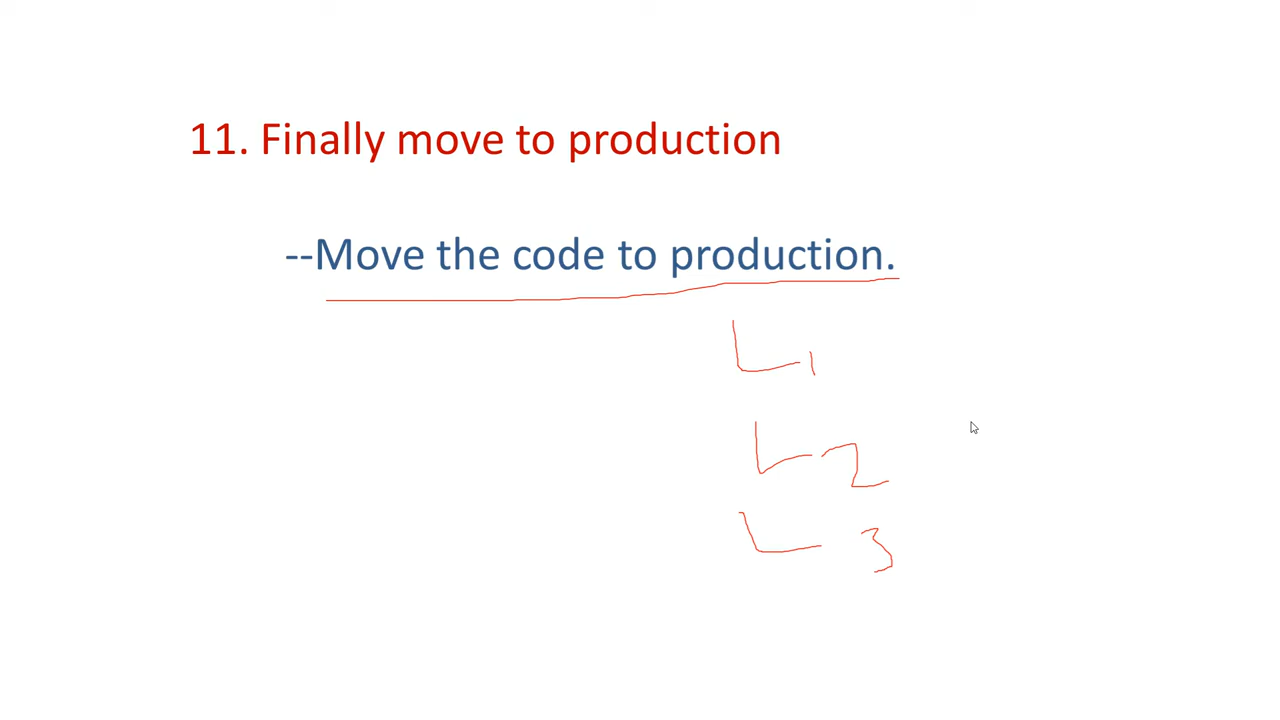 11. Finally move to production
--Move the code to production.
L1
L2
L3